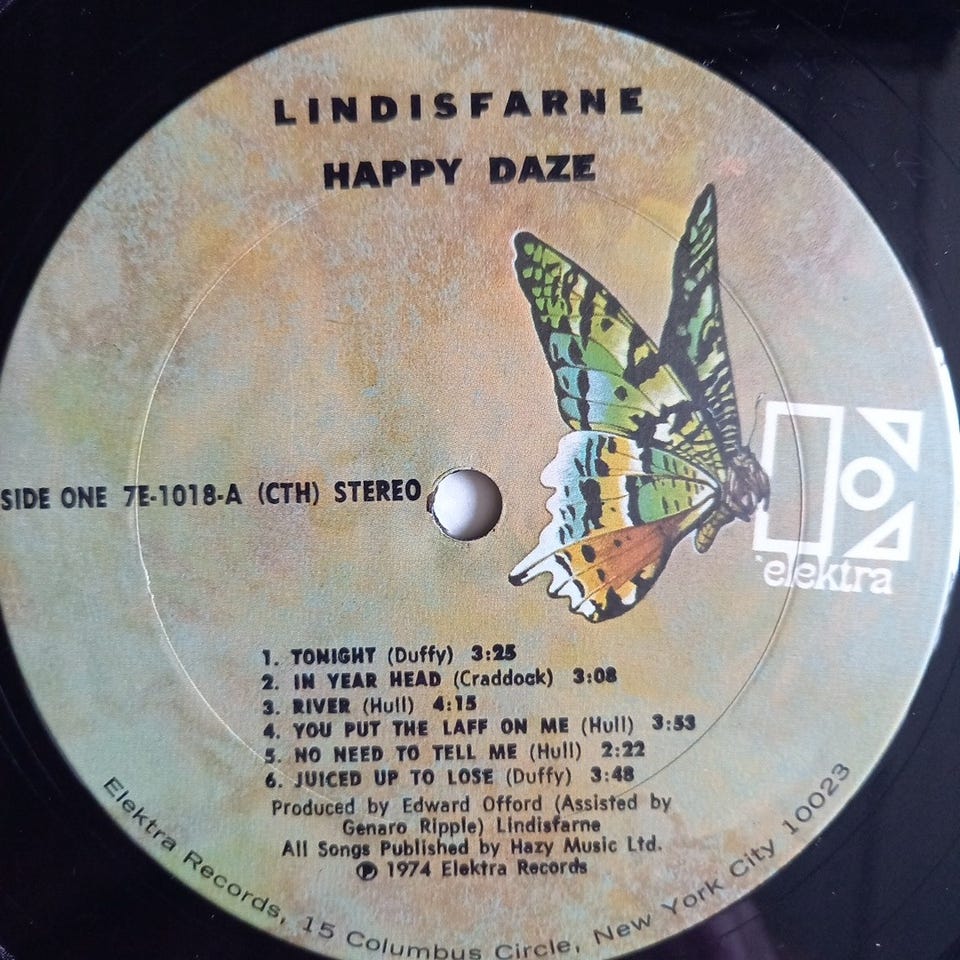 LINDISFARNE
HAPPY DAZE
SIDE ONE 7E-1018-A (CTH) STEREO
elektra
1. TONIGHT (Duffy) 3:25
2. IN YEAR HEAD (Craddock) 3:08
3. RIVER (Hull) 4:15
4. YOU PUT THE LAFF ON ME (Hull) 3:53
5. NO NEED TO TELL ME (Hull) 2:22
6. JUICED UP TO LOSE (Duffy) 3:48
Produced by Edward Offord (Assisted by
Genaro Ripple) Lindisfarne
All Songs Published by Hazy Music Ltd.
℗ 1974 Elektra Records
Elektra Records, 15 Columbus Circle, New York City 10023